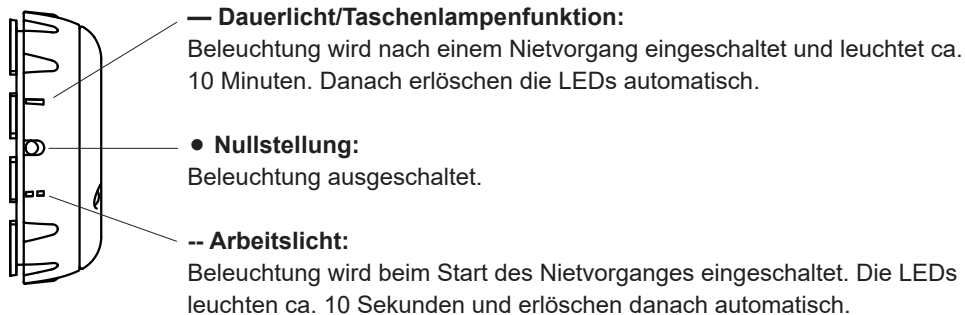 — Dauerlicht/Taschenlampenfunktion:
Beleuchtung wird nach einem Nietvorgang eingeschaltet und leuchtet ca.
10 Minuten. Danach erlöschen die LEDs automatisch.
● Nullstellung:
Beleuchtung ausgeschaltet.
-- Arbeitslicht:
Beleuchtung wird beim Start des Nietvorganges eingeschaltet. Die LEDs
leuchten ca. 10 Sekunden und erlöschen danach automatisch.